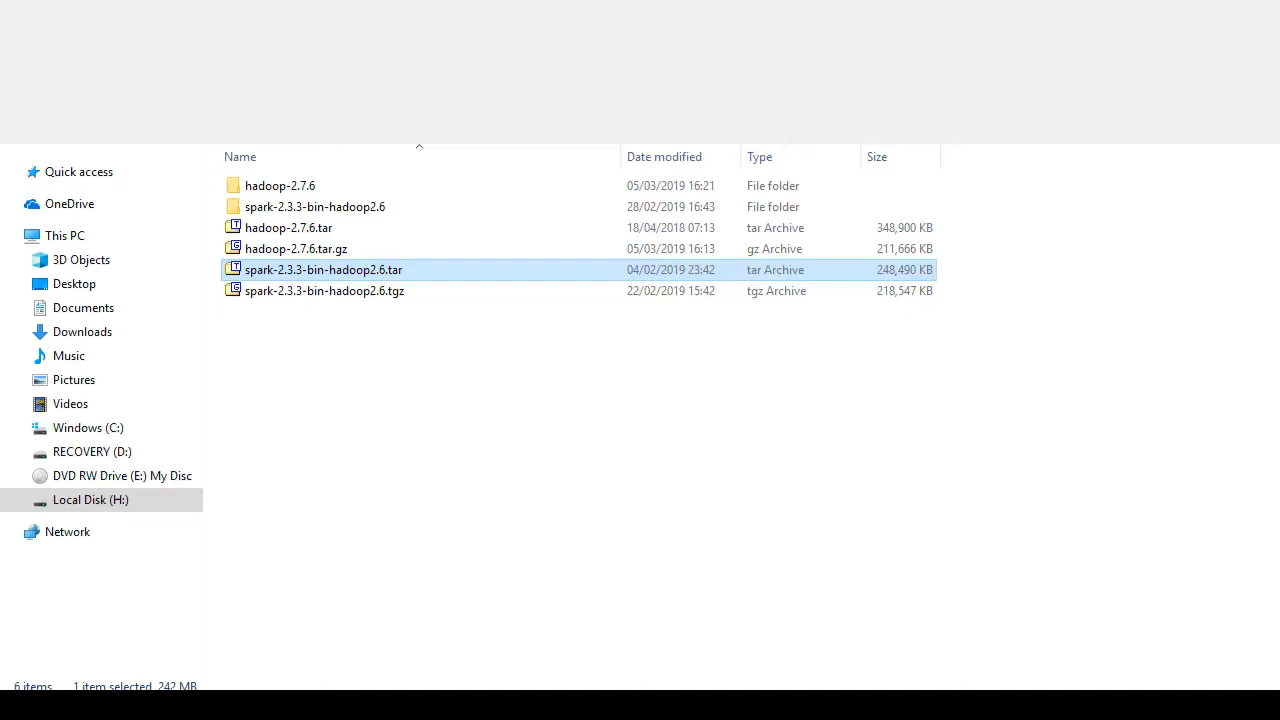 Name Date modified Type Size
Quick access
OneDrive
This PC
3D Objects
Desktop
Documents
Downloads
Music
Pictures
Videos
Windows (C:)
RECOVERY (D:)
DVD RW Drive (E:) My Disc
Local Disk (H:)
Network
hadoop-2.7.6 05/03/2019 16:21 File folder
spark-2.3.3-bin-hadoop2.6 28/02/2019 16:43 File folder
hadoop-2.7.6.tar 18/04/2018 07:13 tar Archive 348,900 KB
hadoop-2.7.6.tar.gz 05/03/2019 16:13 gz Archive 211,666 KB
spark-2.3.3-bin-hadoop2.6.tar 04/02/2019 23:42 tar Archive 248,490 KB
spark-2.3.3-bin-hadoop2.6.tgz 22/02/2019 15:42 tgz Archive 218,547 KB
6 items 1 item selected 242 MB